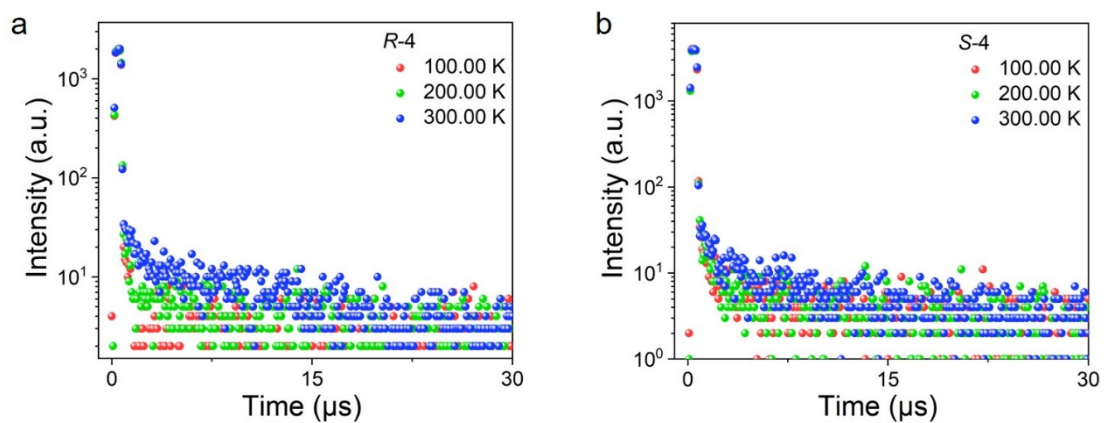 a
R-4
100.00 K
200.00 K
300.00 K
10³
10²
10¹
Intensity (a.u.)
0
15
30
Time (µs)
b
S-4
100.00 K
200.00 K
300.00 K
10³
10²
10¹
10⁰
Intensity (a.u.)
0
15
30
Time (µs)